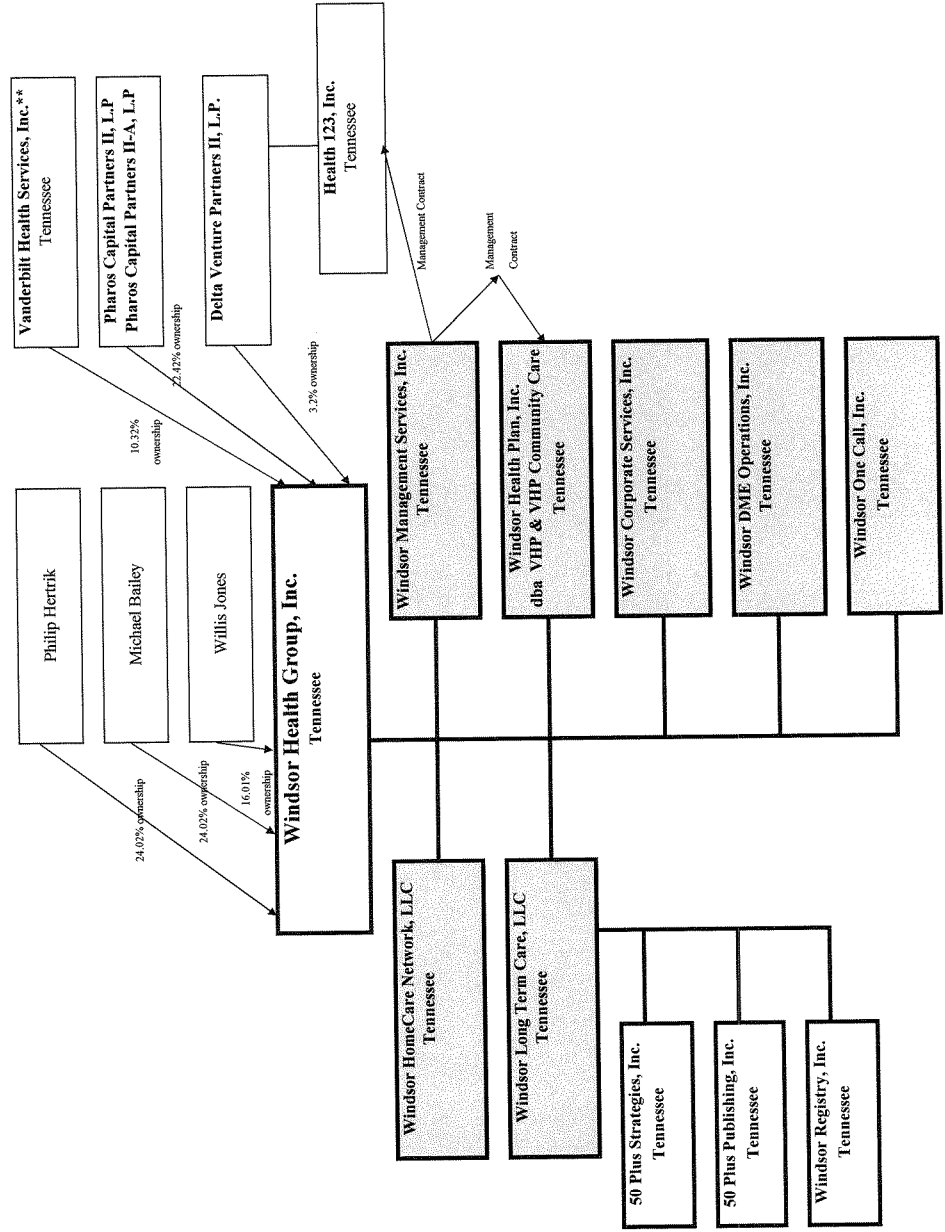 Philip Hertrik
Michael Bailey
Willis Jones
Vanderbilt Health Services, Inc.**
Tennessee
Pharos Capital Partners II, L.P
Pharos Capital Partners II-A, L.P
Delta Venture Partners II, L.P.
Health 123, Inc.
Tennessee
24.02% ownership
24.02% ownership
16.01%
ownership
10.32%
ownership
22.42% ownership
3.2% ownership
Windsor Health Group, Inc.
Tennessee
Management Contract
Management
Contract
Windsor HomeCare Network, LLC
Tennessee
Windsor Management Services, Inc.
Tennessee
Windsor Long Term Care, LLC
Tennessee
Windsor Health Plan, Inc.
dba VHP & VHP Community Care
Tennessee
50 Plus Strategies, Inc.
Tennessee
Windsor Corporate Services, Inc.
Tennessee
50 Plus Publishing, Inc.
Tennessee
Windsor DME Operations, Inc.
Tennessee
Windsor Registry, Inc.
Tennessee
Windsor One Call, Inc.
Tennessee